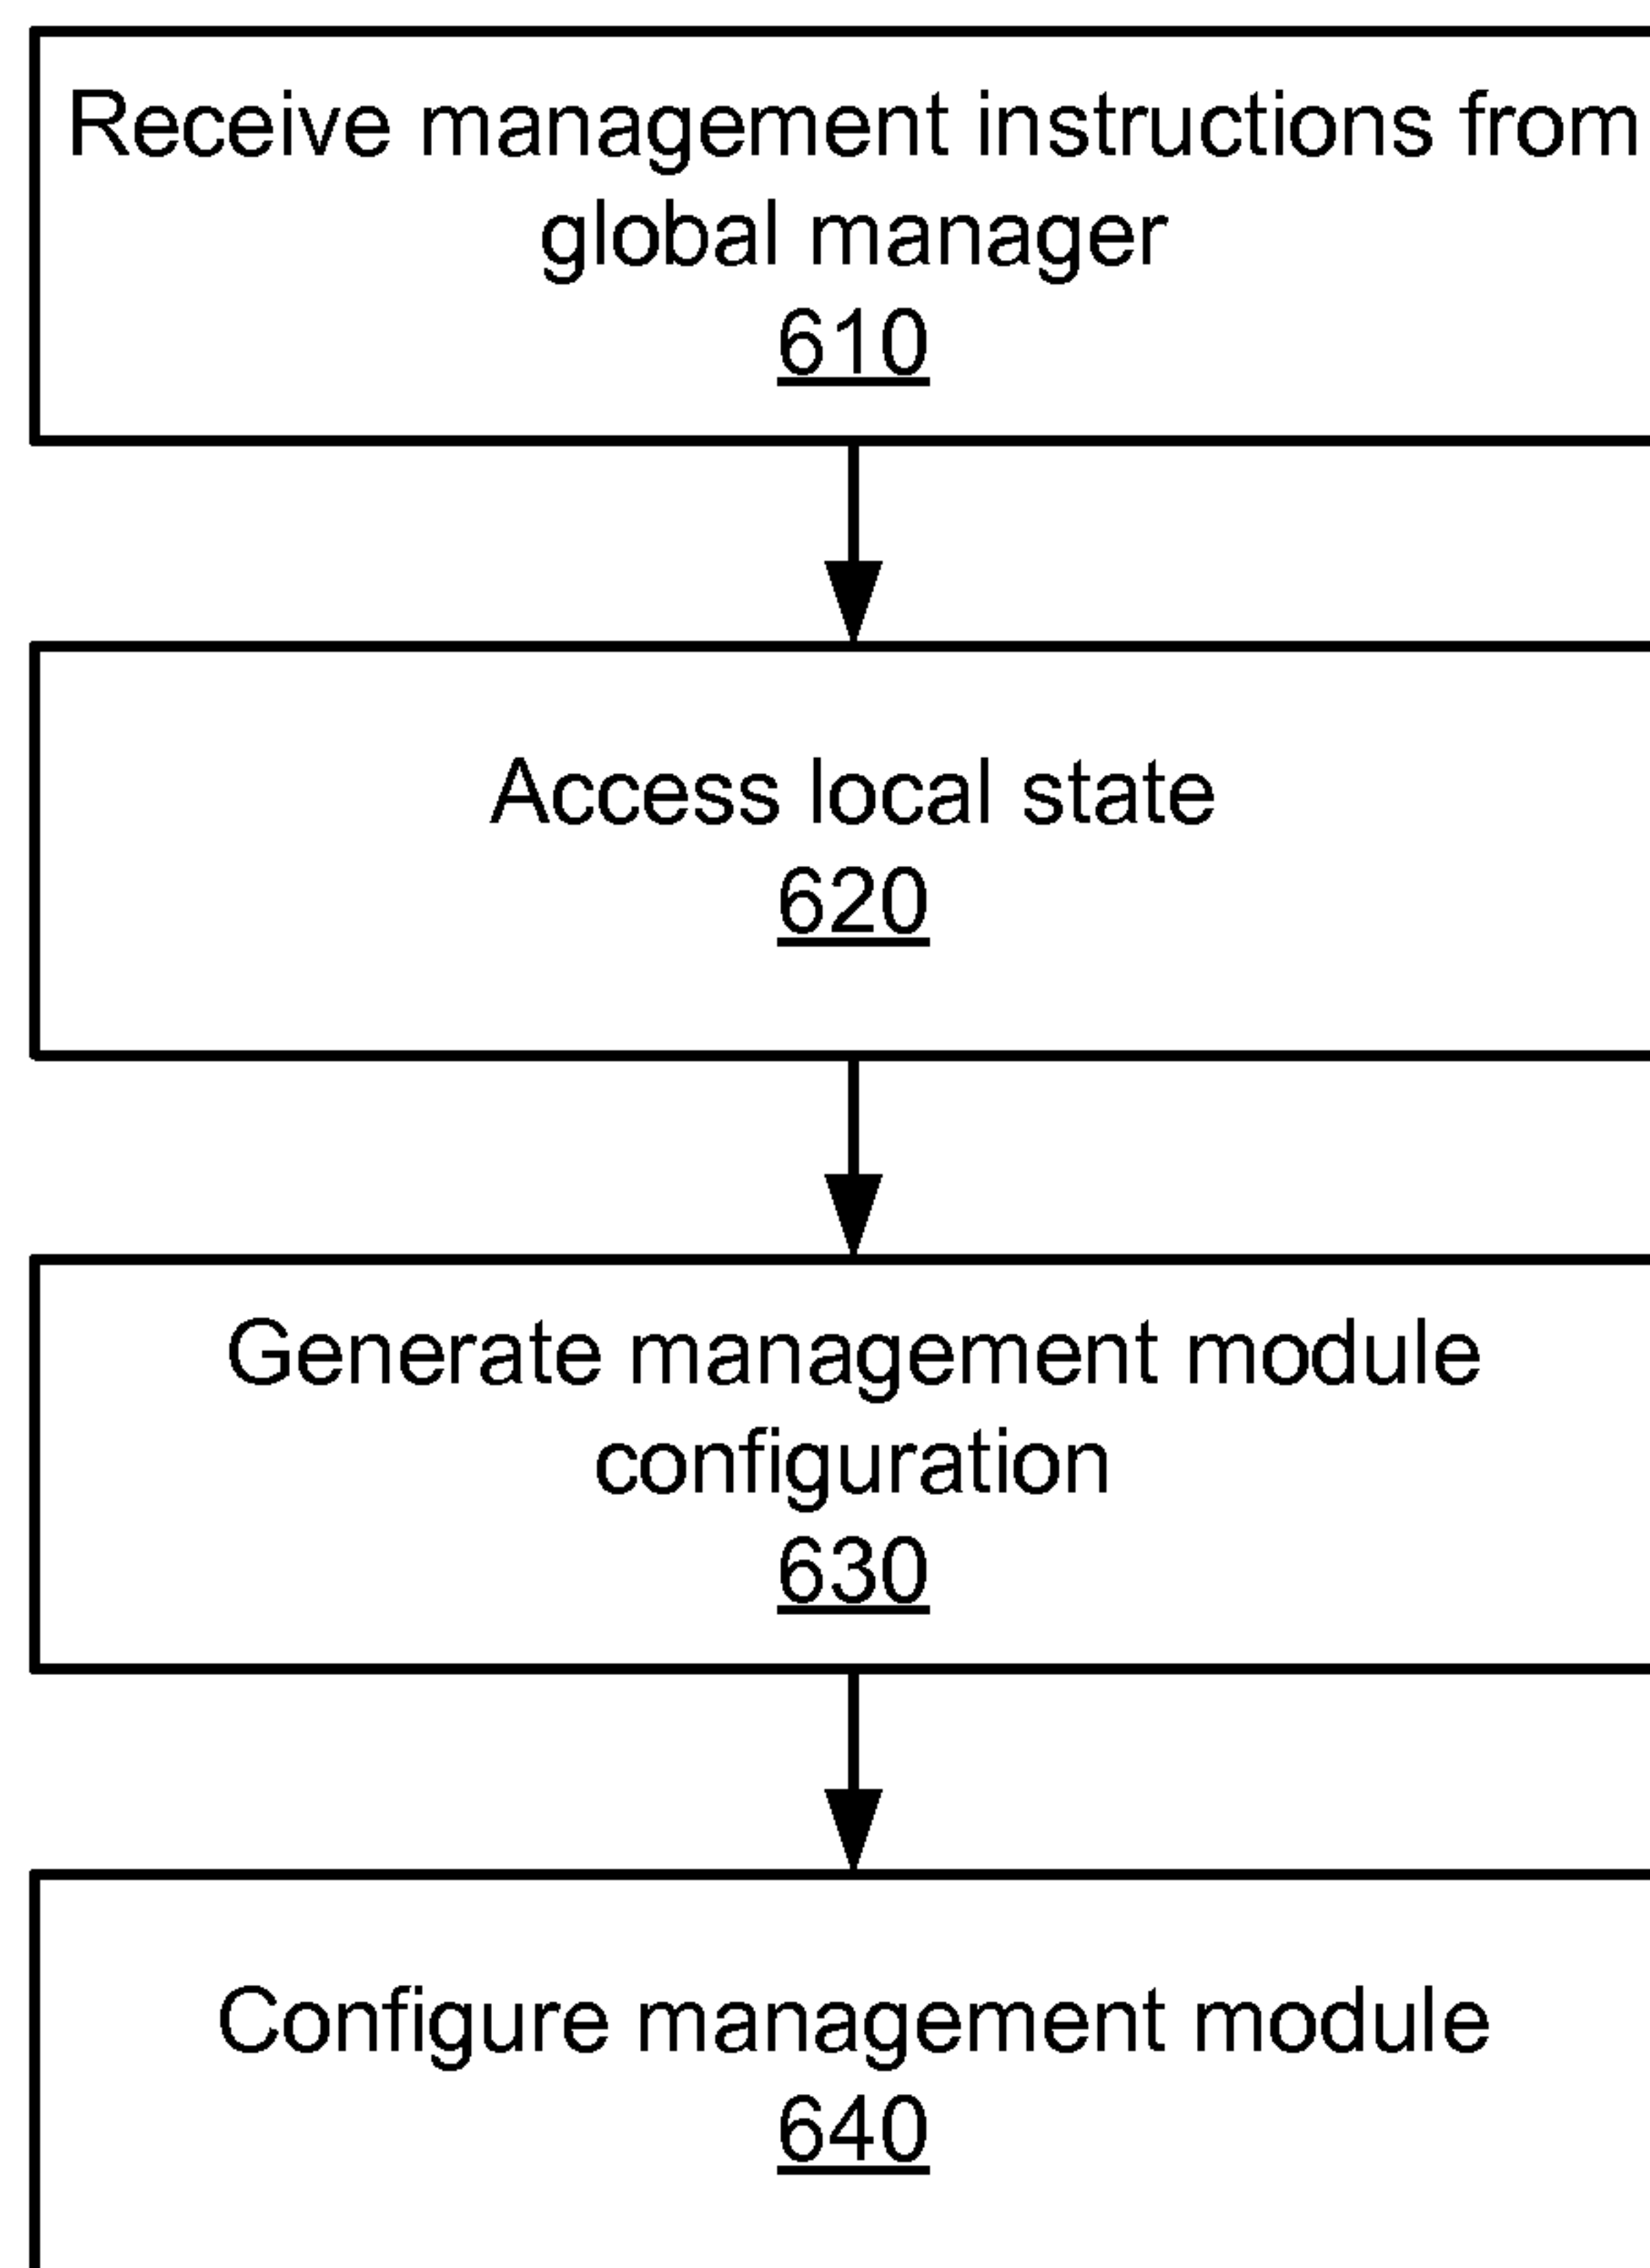 Receive management instructions from
global manager
610
Access local state
620
Generate management module
configuration
630
Configure management module
640